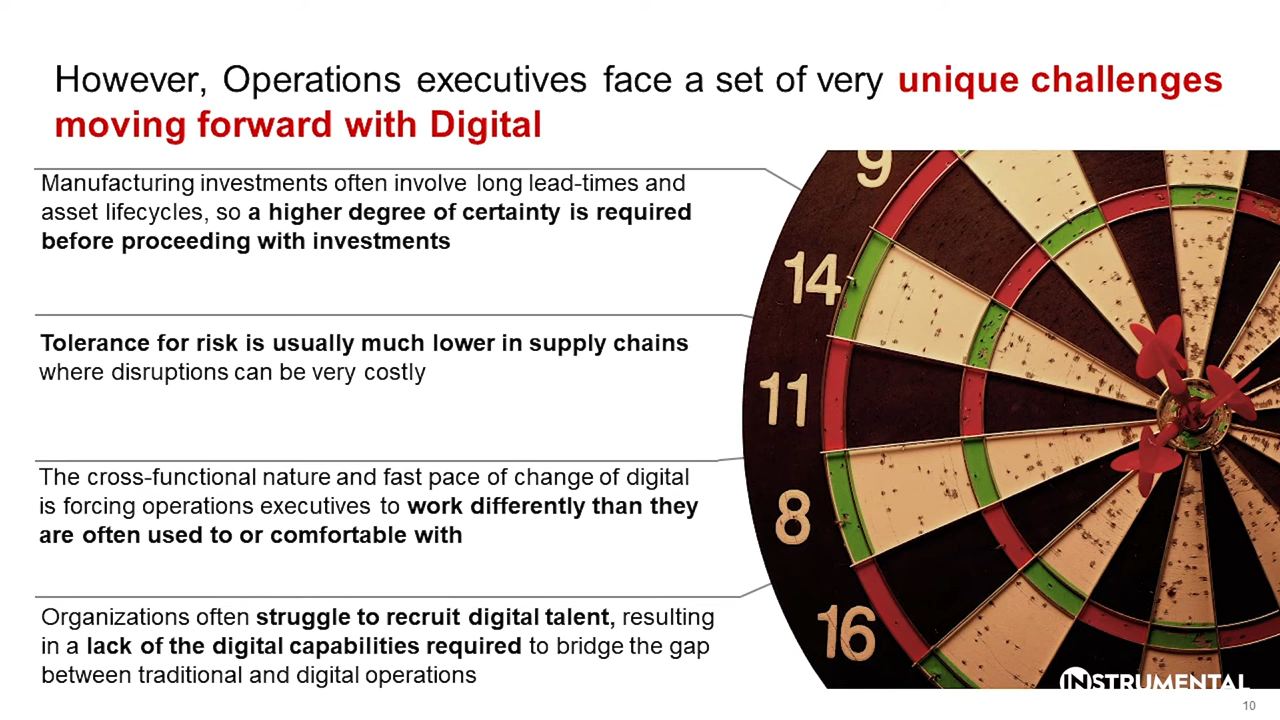 However, Operations executives face a set of very unique challenges
moving forward with Digital
Manufacturing investments often involve long lead-times and
asset lifecycles, so a higher degree of certainty is required
before proceeding with investments
Tolerance for risk is usually much lower in supply chains
where disruptions can be very costly
The cross-functional nature and fast pace of change of digital
is forcing operations executives to work differently than they
are often used to or comfortable with
Organizations often struggle to recruit digital talent, resulting
in a lack of the digital capabilities required to bridge the gap
between traditional and digital operations
9
14
11
8
16
INSTRUMENTAL
10